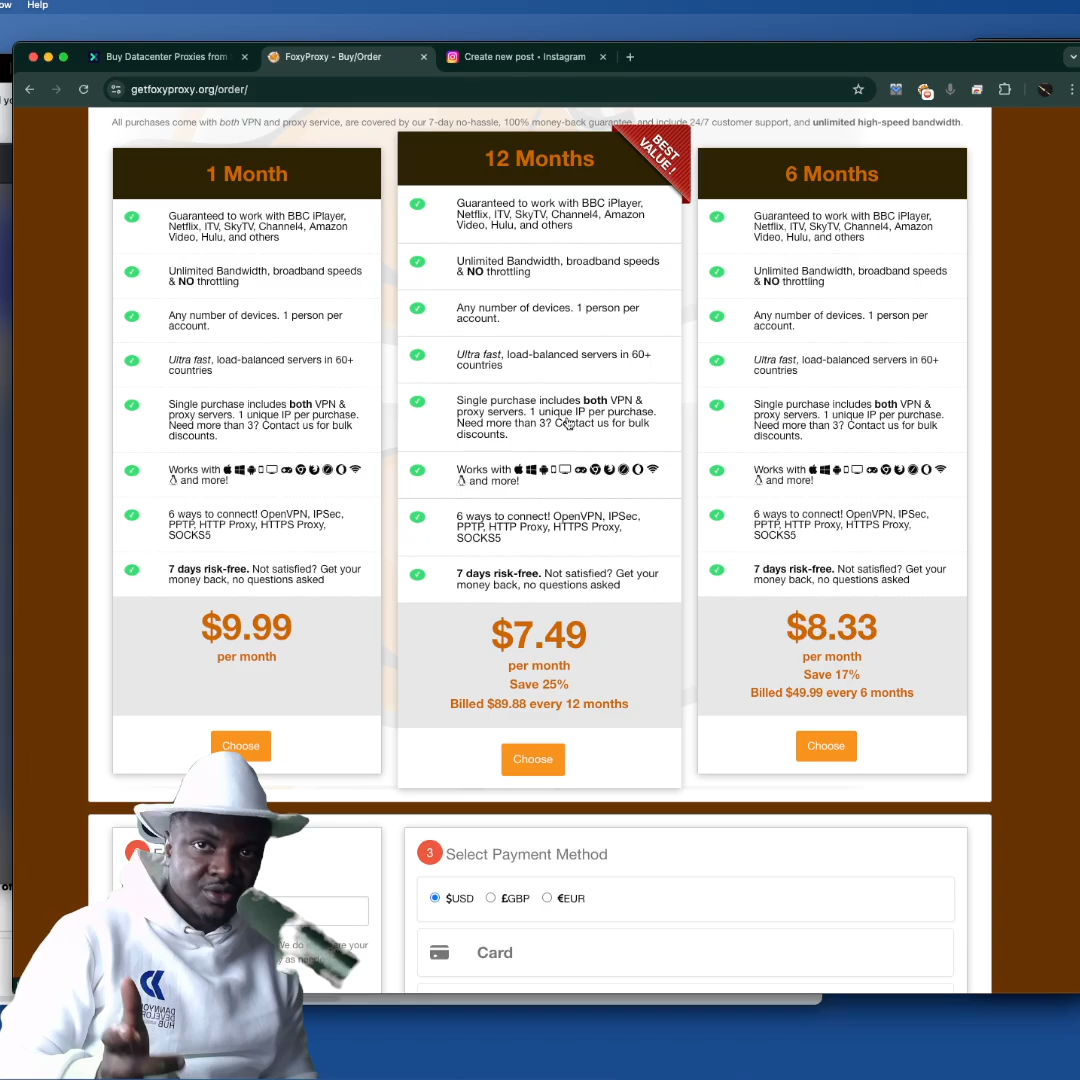 Help
Buy Datacenter Proxies from
FoxyProxy - Buy/Order
Create new post • Instagram
getfoxyproxy.org/order/
All purchases come with both VPN and proxy service, are covered by our 7-day no-hassle, 100% money-back guarantee, and include 24/7 customer support, and unlimited high-speed bandwidth.
1 Month
Guaranteed to work with BBC iPlayer,
Netflix, ITV, SkyTV, Channel4, Amazon
Video, Hulu, and others
Unlimited Bandwidth, broadband speeds
& NO throttling
Any number of devices. 1 person per
account.
Ultra fast, load-balanced servers in 60+
countries
Single purchase includes both VPN &
proxy servers. 1 unique IP per purchase.
Need more than 3? Contact us for bulk
discounts.
Works with
and more!
6 ways to connect! OpenVPN, IPSec,
PPTP, HTTP Proxy, HTTPS Proxy,
SOCKS5
7 days risk-free. Not satisfied? Get your
money back, no questions asked
$9.99
per month
Choose
12 Months
BEST
VALUE!
Guaranteed to work with BBC iPlayer,
Netflix, ITV, SkyTV, Channel4, Amazon
Video, Hulu, and others
Unlimited Bandwidth, broadband speeds
& NO throttling
Any number of devices. 1 person per
account.
Ultra fast, load-balanced servers in 60+
countries
Single purchase includes both VPN &
proxy servers. 1 unique IP per purchase.
Need more than 3? Contact us for bulk
discounts.
Works with
and more!
6 ways to connect! OpenVPN, IPSec,
PPTP, HTTP Proxy, HTTPS Proxy,
SOCKS5
7 days risk-free. Not satisfied? Get your
money back, no questions asked
$7.49
per month
Save 25%
Billed $89.88 every 12 months
Choose
6 Months
Guaranteed to work with BBC iPlayer,
Netflix, ITV, SkyTV, Channel4, Amazon
Video, Hulu, and others
Unlimited Bandwidth, broadband speeds
& NO throttling
Any number of devices. 1 person per
account.
Ultra fast, load-balanced servers in 60+
countries
Single purchase includes both VPN &
proxy servers. 1 unique IP per purchase.
Need more than 3? Contact us for bulk
discounts.
Works with
and more!
6 ways to connect! OpenVPN, IPSec,
PPTP, HTTP Proxy, HTTPS Proxy,
SOCKS5
7 days risk-free. Not satisfied? Get your
money back, no questions asked
$8.33
per month
Save 17%
Billed $49.99 every 6 months
Choose
3 Select Payment Method
$USD £GBP €EUR
Card